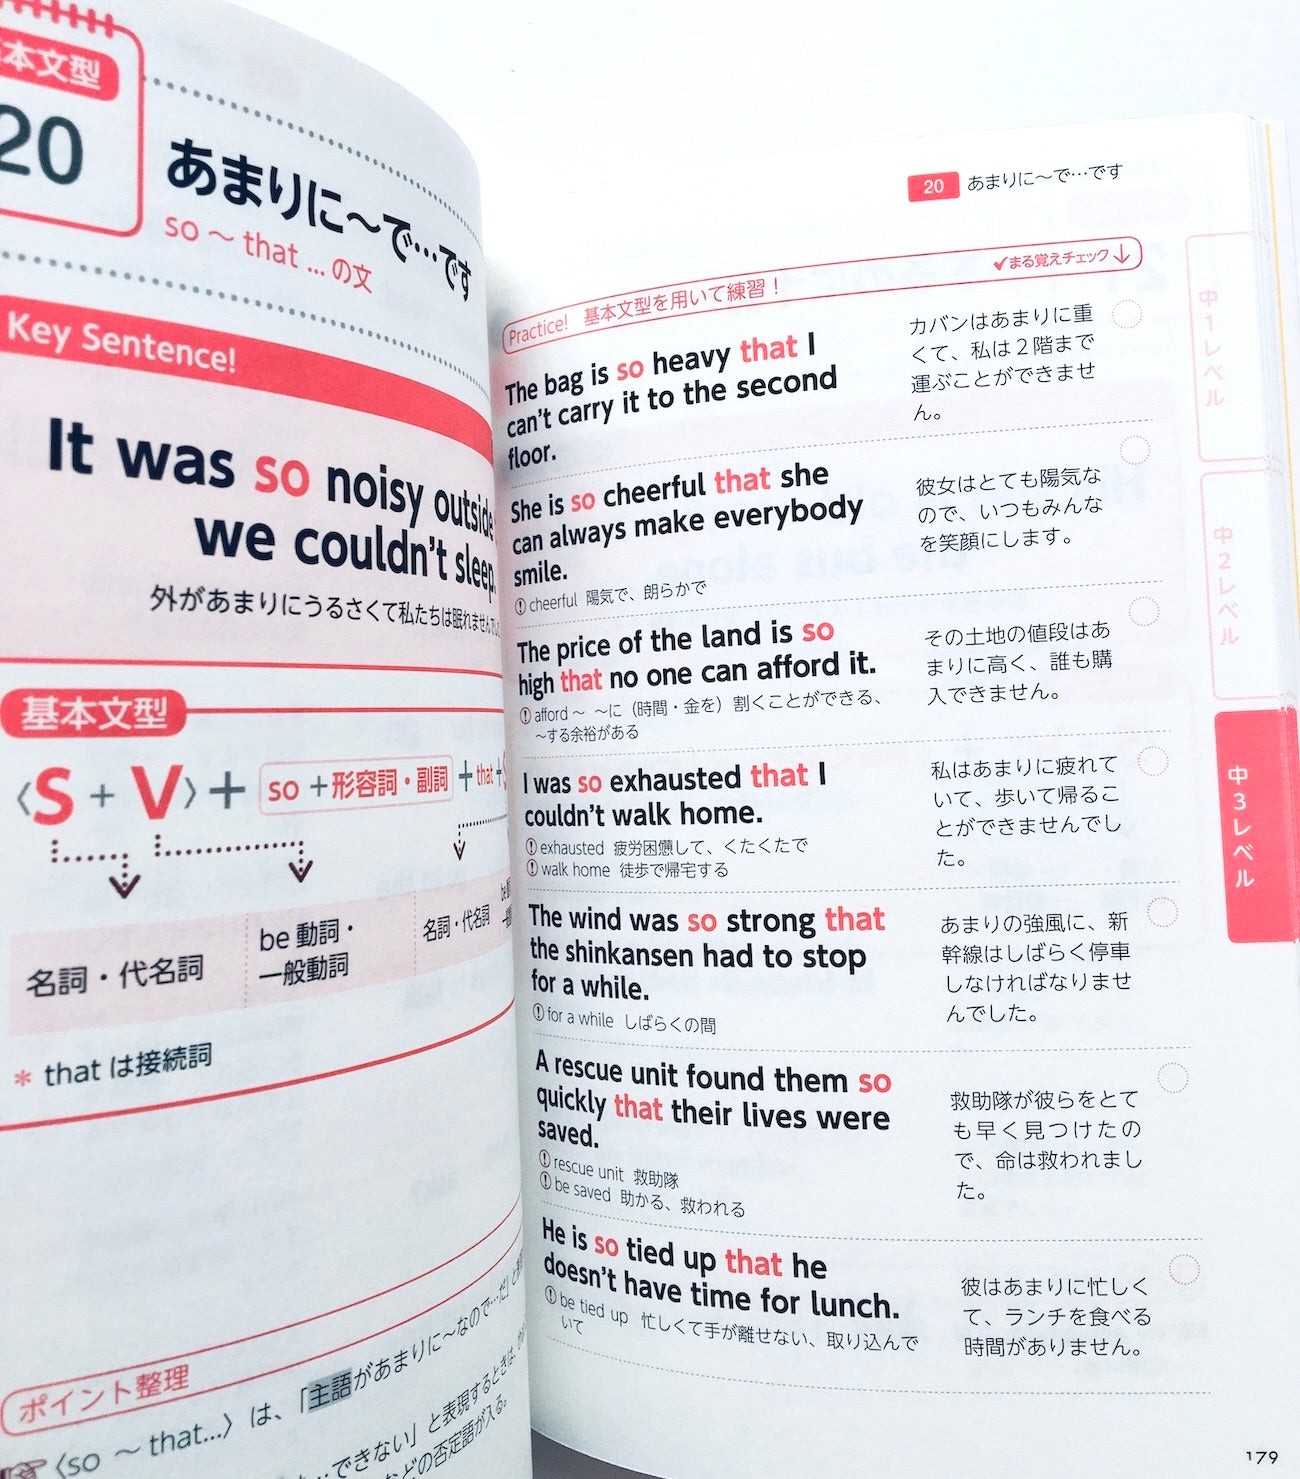 本文型
20
あまりに～で…です
so ～ that … の文
Key Sentence!
It was so noisy outside
we couldn't sleep.
外があまりにうるさくて私たちは眠れませんでした
基本文型
〈S + V〉+ so +形容詞・副詞 + that +
名詞・代名詞
be 動詞・
一般動詞
名詞・代名詞
* that は接続詞
ポイント整理
〈so ～ that…〉 は、「主語があまりに～なので…だ」と
…できない」と表現するときは、
などの否定語が入る。
20 あまりに～で…です
Practice! 基本文型を用いて練習！ ✔まる覚えチェック↓
The bag is so heavy that I
can't carry it to the second
floor.
カバンはあまりに重
くて、私は２階まで
運ぶことができませ
ん。
She is so cheerful that she
can always make everybody
smile.
! cheerful 陽気で、朗らかで
彼女はとても陽気な
ので、いつもみんな
を笑顔にします。
The price of the land is so
high that no one can afford it.
! afford ～ ～に（時間・金を）割くことができる、
～する余裕がある
その土地の値段はあ
まりに高く、誰も購
入できません。
I was so exhausted that I
couldn't walk home.
! exhausted 疲労困憊して、くたくたで
! walk home 徒歩で帰宅する
私はあまりに疲れて
いて、歩いて帰るこ
とができませんでし
た。
The wind was so strong that
the shinkansen had to stop
for a while.
! for a while しばらくの間
あまりの強風に、新
幹線はしばらく停車
しなければなりませ
んでした。
A rescue unit found them so
quickly that their lives were
saved.
! rescue unit 救助隊
! be saved 助かる、救われる
救助隊が彼らをとて
も早く見つけたの
で、命は救われまし
た。
He is so tied up that he
doesn't have time for lunch.
! be tied up 忙しくて手が離せない、取り込んで
いて
彼はあまりに忙しく
て、ランチを食べる
時間がありません。
中1レベル
中2レベル
中3レベル
179